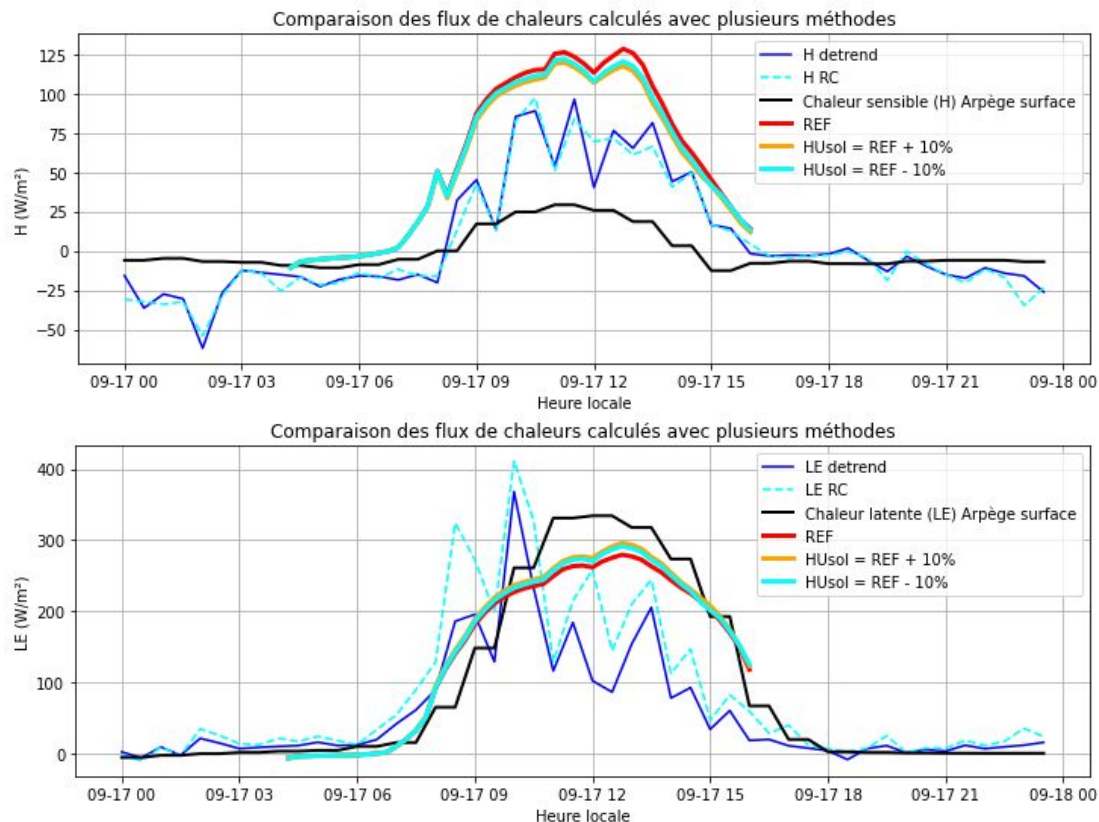 Comparaison des flux de chaleurs calculés avec plusieurs méthodes
125
100
75
50
25
0
−25
−50
H (W/m²)
H detrend
H RC
Chaleur sensible (H) Arpège surface
REF
HUsol = REF + 10%
HUsol = REF - 10%
09-17 00 09-17 03 09-17 06 09-17 09 09-17 12 09-17 15 09-17 18 09-17 21 09-18 00
Heure locale
Comparaison des flux de chaleurs calculés avec plusieurs méthodes
400
300
200
100
0
LE (W/m²)
LE detrend
LE RC
Chaleur latente (LE) Arpège surface
REF
HUsol = REF + 10%
HUsol = REF - 10%
09-17 00 09-17 03 09-17 06 09-17 09 09-17 12 09-17 15 09-17 18 09-17 21 09-18 00
Heure locale